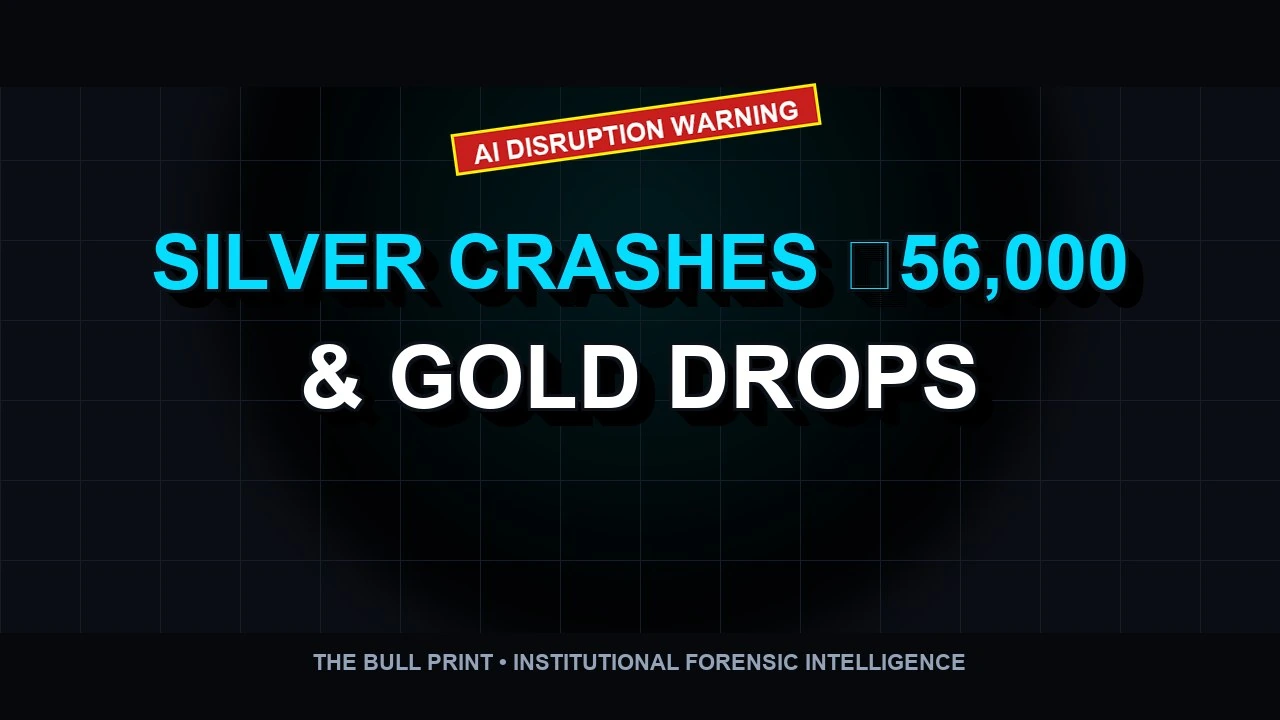 AI DISRUPTION WARNING
SILVER CRASHES □56,000
& GOLD DROPS
THE BULL PRINT • INSTITUTIONAL FORENSIC INTELLIGENCE